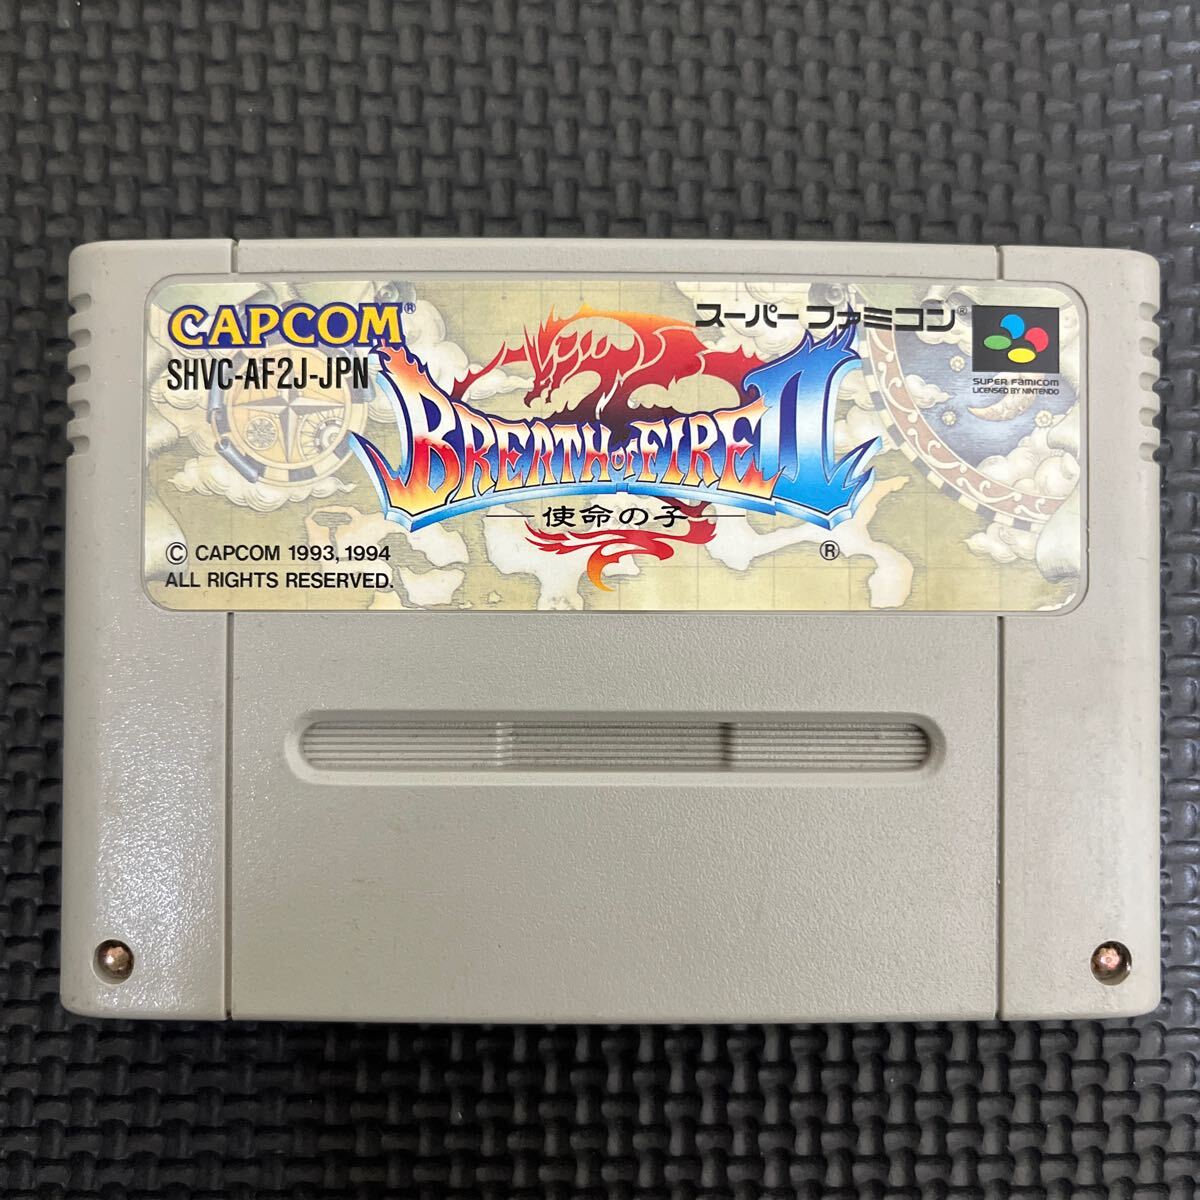 CAPCOM®
SHVC-AF2J-JPN
スーパーファミコン®
SUPER FAMICOM
LICENSED BY NINTENDO
BREATH OF FIRE II
使命の子
®
© CAPCOM 1993, 1994
ALL RIGHTS RESERVED.